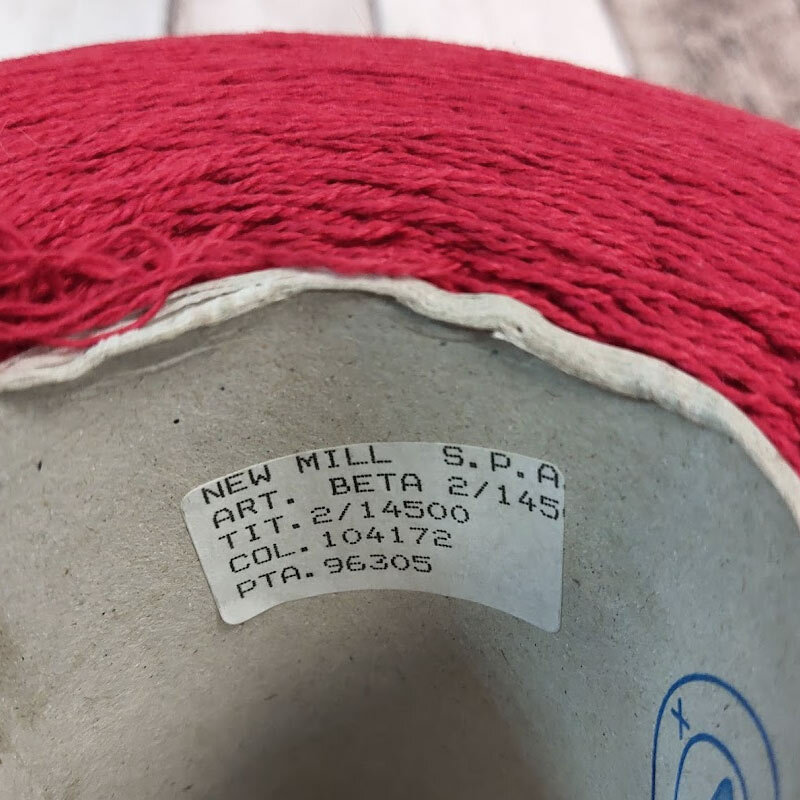 NEW MILL S.P.A
ART. BETA 2/145
TIT. 2/14500
COL. 104172
PTA. 96305
X